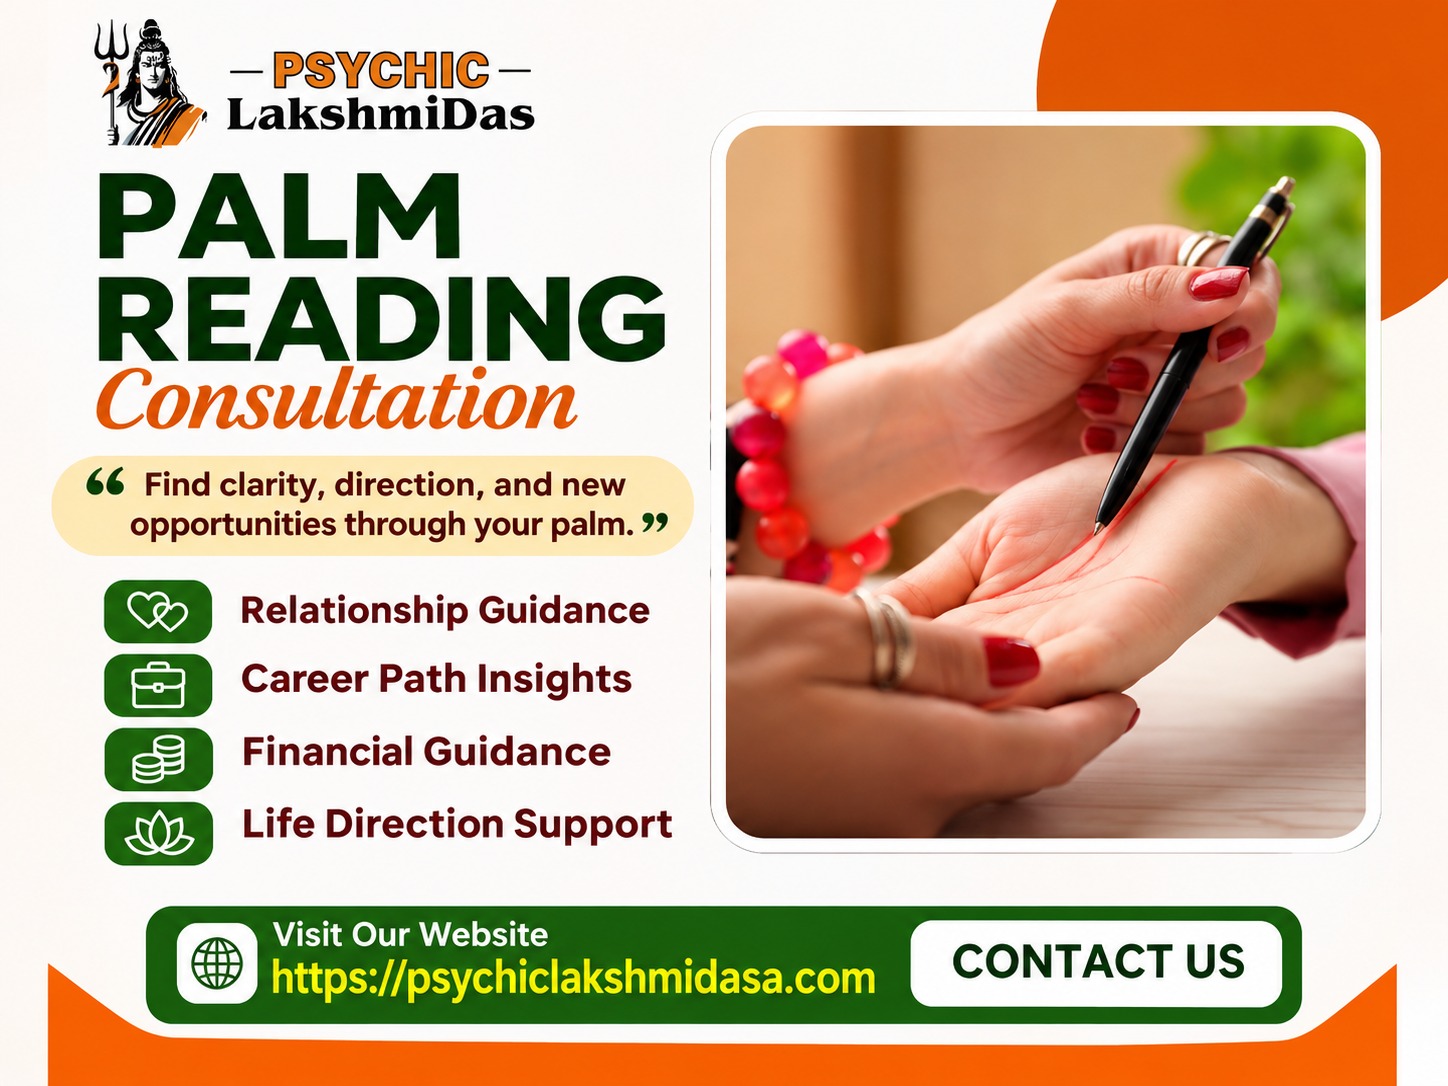 PSYCHIC
LakshmiDas
PALM
READING
Consultation
“ Find clarity, direction, and new
opportunities through your palm. ”
Relationship Guidance
Career Path Insights
Financial Guidance
Life Direction Support
Visit Our Website
https://psychiclakshmidasa.com
CONTACT US